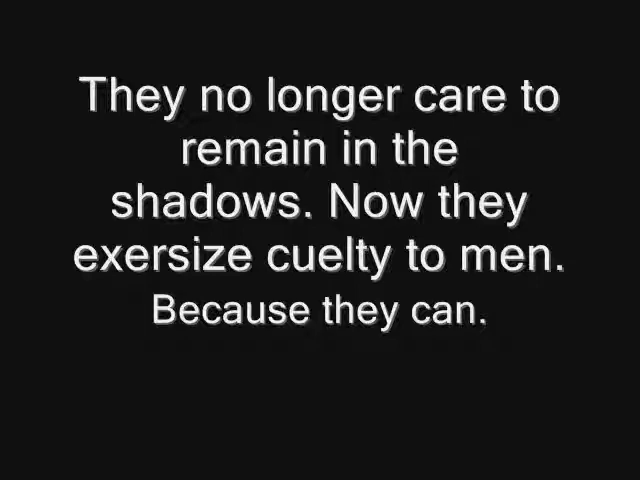 They no longer care to
remain in the
shadows. Now they
exersize cuelty to men.
Because they can.